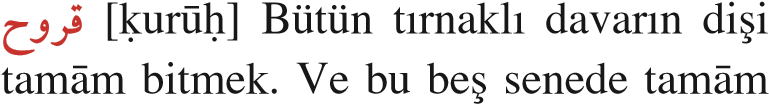 قروح [ḳurūḥ] Bütün tırnaklı davarın dişi
tamām bitmek. Ve bu beş senede tamām